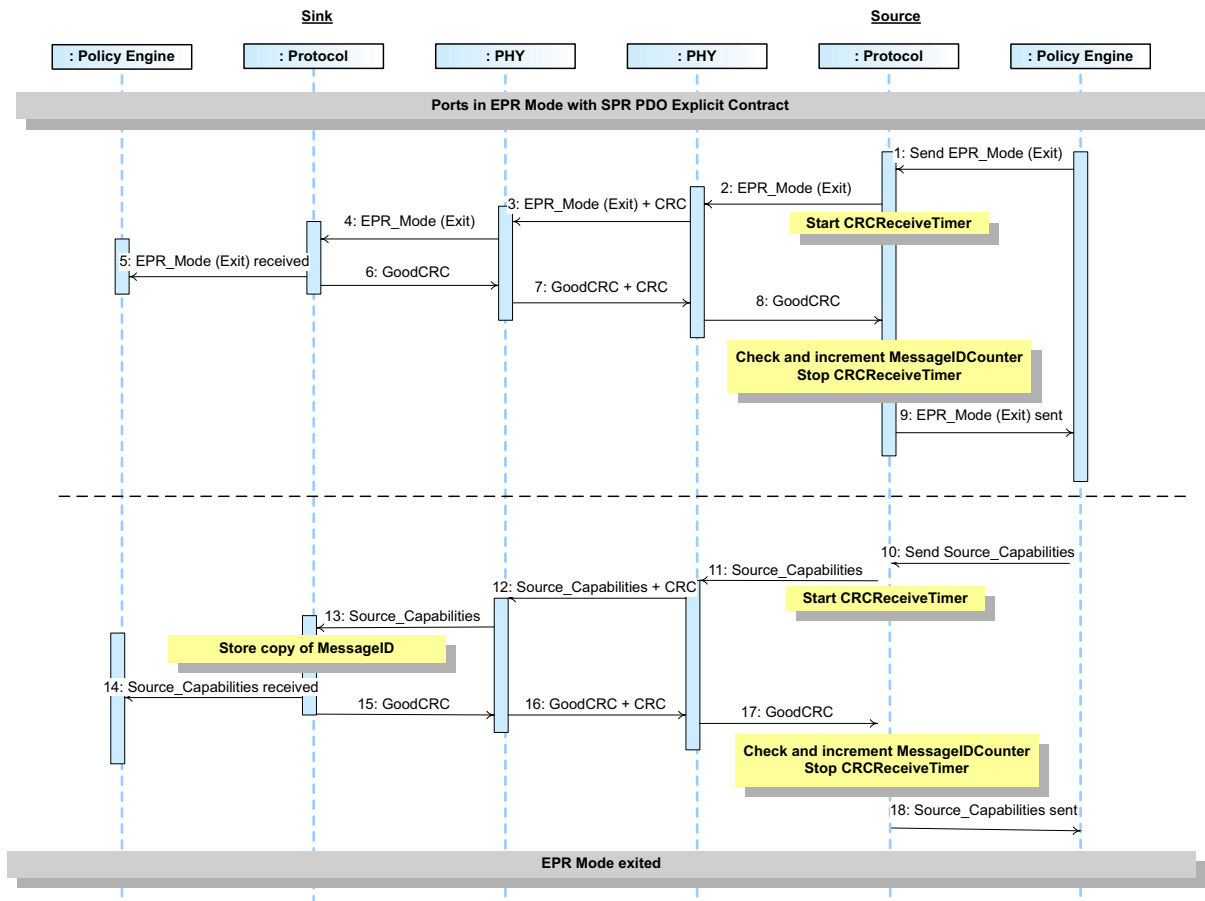 Sink
Source
: Policy Engine
: Protocol
: PHY
: PHY
: Protocol
: Policy Engine
Ports in EPR Mode with SPR PDO Explicit Contract
1: Send EPR_Mode (Exit)
2: EPR_Mode (Exit)
3: EPR_Mode (Exit) + CRC
Start CRCReceiveTimer
4: EPR_Mode (Exit)
5: EPR_Mode (Exit) received
6: GoodCRC
7: GoodCRC + CRC
8: GoodCRC
Check and increment MessageIDCounter
Stop CRCReceiveTimer
9: EPR_Mode (Exit) sent
10: Send Source_Capabilities
11: Source_Capabilities
12: Source_Capabilities + CRC
Start CRCReceiveTimer
13: Source_Capabilities
Store copy of MessageID
14: Source_Capabilities received
15: GoodCRC
16: GoodCRC + CRC
17: GoodCRC
Check and increment MessageIDCounter
Stop CRCReceiveTimer
18: Source_Capabilities sent
EPR Mode exited